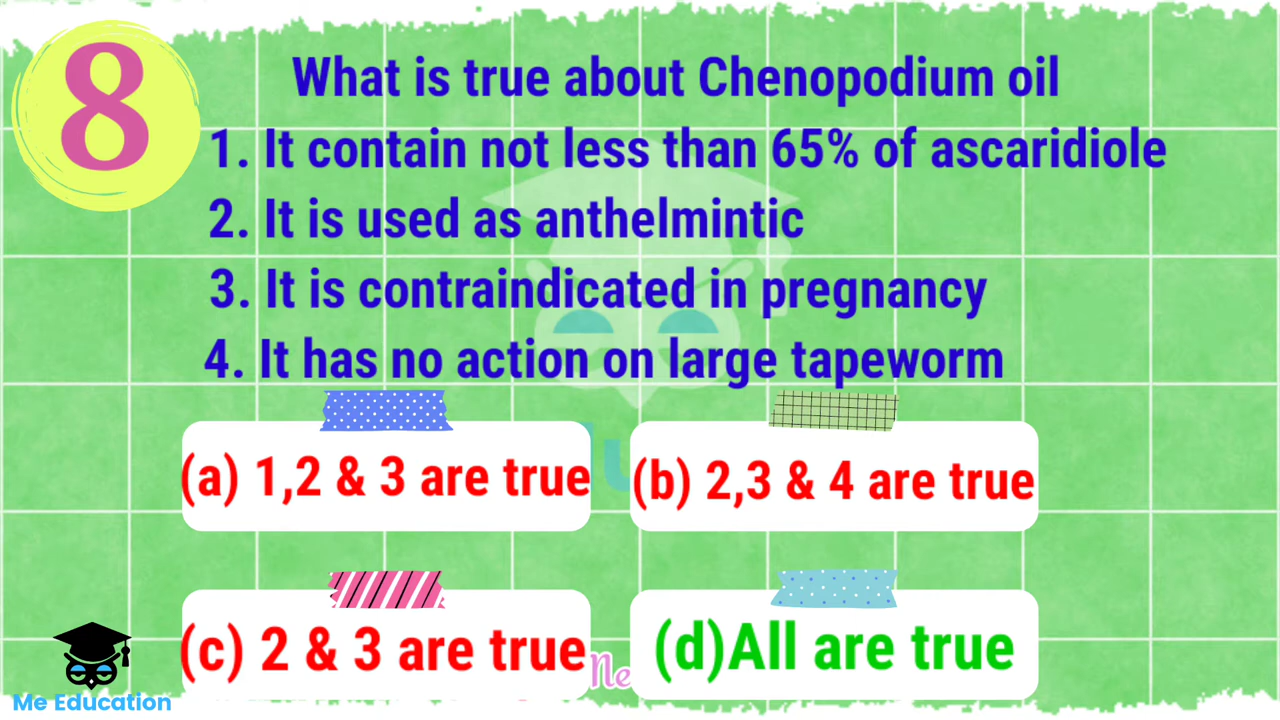 8
What is true about Chenopodium oil
1. It contain not less than 65% of ascaridiole
2. It is used as anthelmintic
3. It is contraindicated in pregnancy
4. It has no action on large tapeworm
(a) 1,2 & 3 are true
(b) 2,3 & 4 are true
(c) 2 & 3 are true
(d)All are true
Me Education